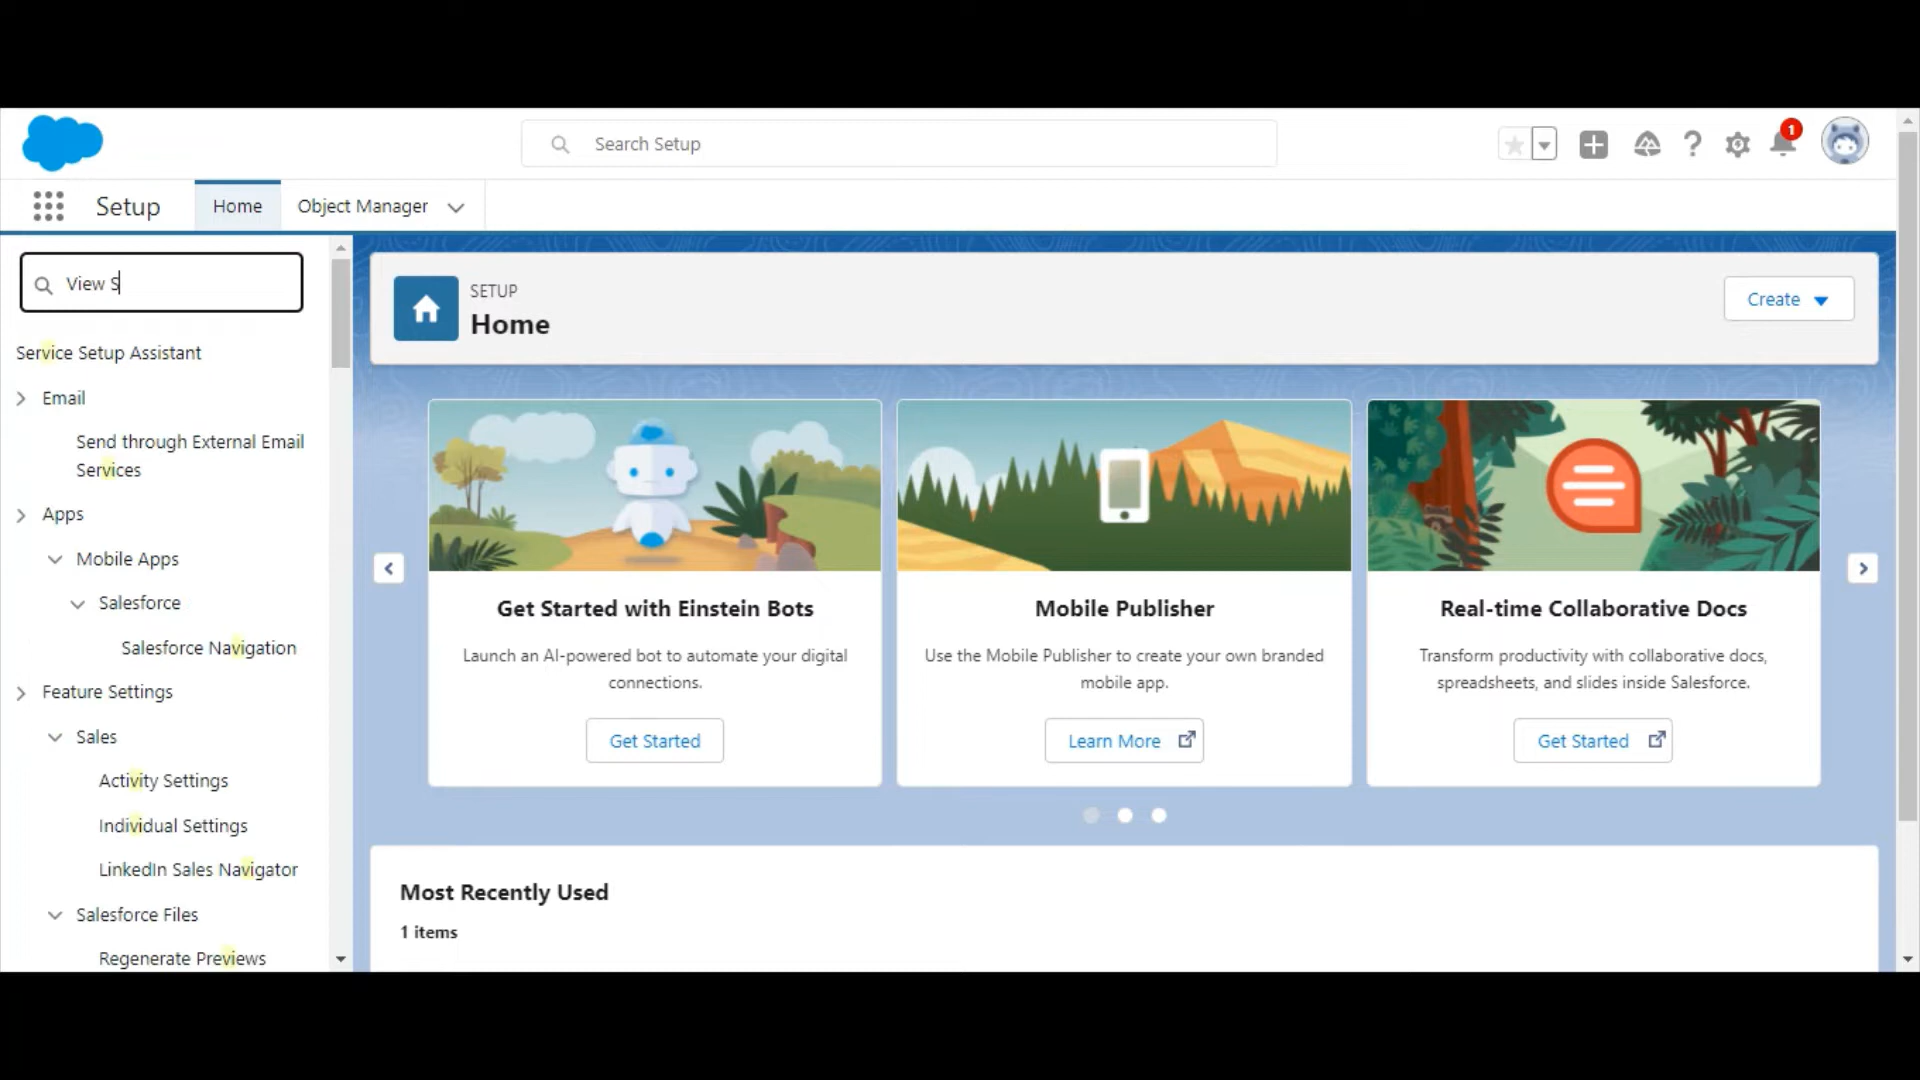 Search Setup
1
Setup
Home
Object Manager
View S
Service Setup Assistant
Email
Send through External Email
Services
Apps
Mobile Apps
Salesforce
Salesforce Navigation
Feature Settings
Sales
Activity Settings
Individual Settings
LinkedIn Sales Navigator
Salesforce Files
Regenerate Previews
SETUP
Home
Create
Get Started with Einstein Bots
Launch an AI-powered bot to automate your digital
connections.
Get Started
Mobile Publisher
Use the Mobile Publisher to create your own branded
mobile app.
Learn More
Real-time Collaborative Docs
Transform productivity with collaborative docs,
spreadsheets, and slides inside Salesforce.
Get Started
Most Recently Used
1 items